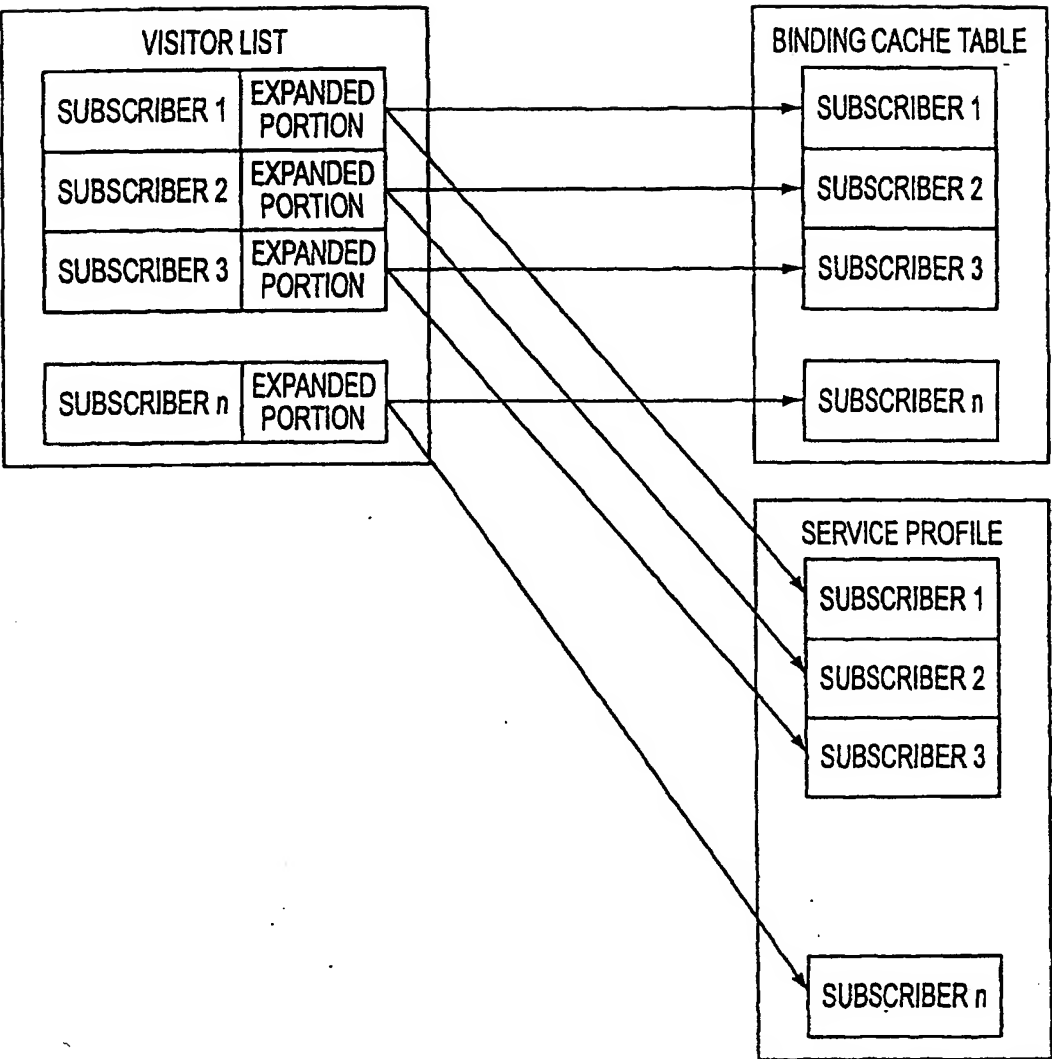 VISITOR LIST
SUBSCRIBER 1
EXPANDED
PORTION
SUBSCRIBER 2
EXPANDED
PORTION
SUBSCRIBER 3
EXPANDED
PORTION
SUBSCRIBER n
EXPANDED
PORTION
BINDING CACHE TABLE
SUBSCRIBER 1
SUBSCRIBER 2
SUBSCRIBER 3
SUBSCRIBER n
SERVICE PROFILE
SUBSCRIBER 1
SUBSCRIBER 2
SUBSCRIBER 3
SUBSCRIBER n